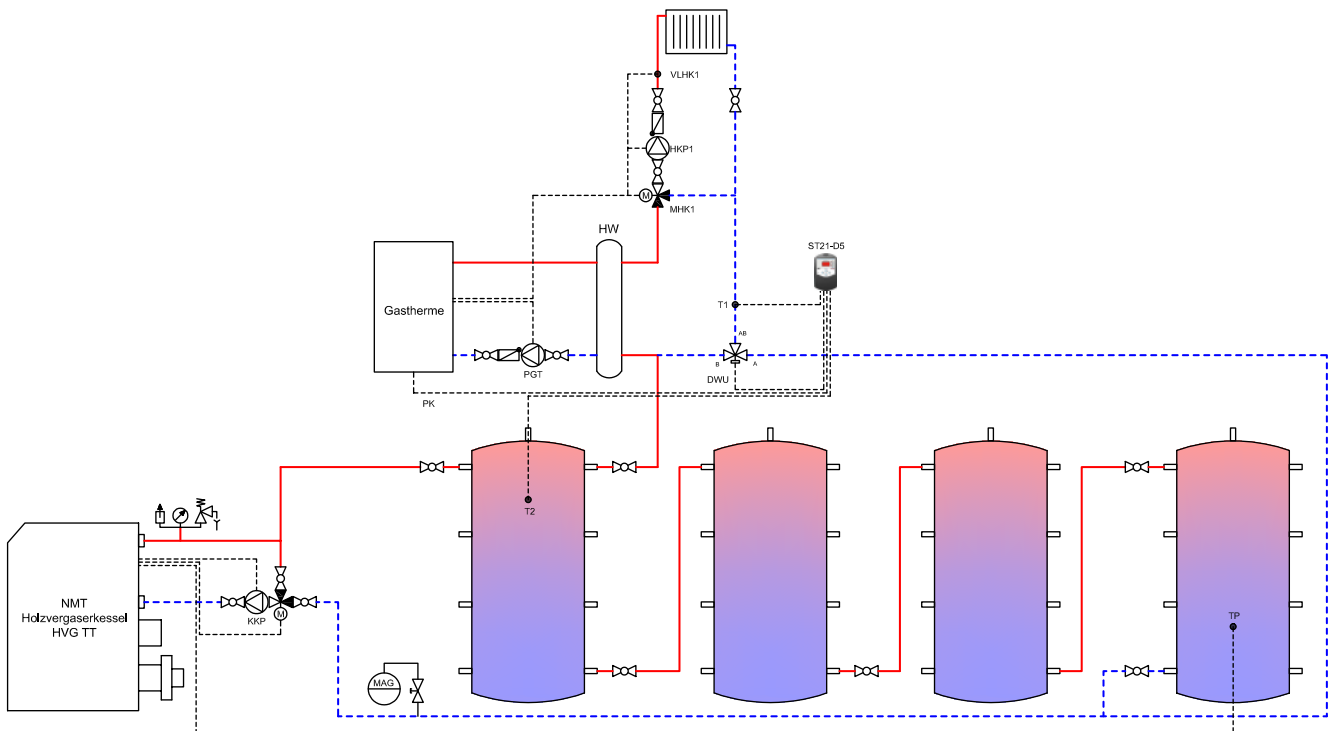 VLHK1
HKP1
M
MHK1
HW
ST21-D5
Gastherme
T1
AB
B
A
PGT
DWU
PK
T2
NMT
Holzvergaserkessel
HVG TT
KKP
M
MAG
TP